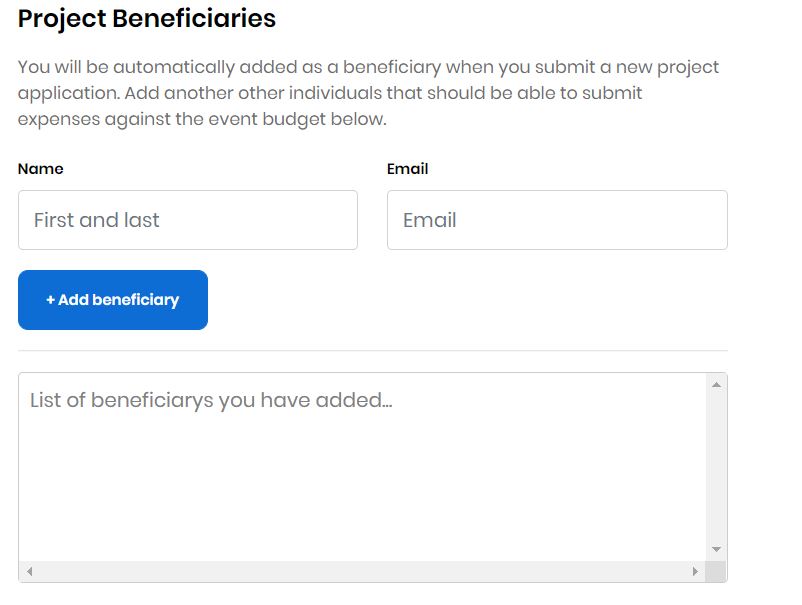 Project Beneficiaries
You will be automatically added as a beneficiary when you submit a new project
application. Add another other individuals that should be able to submit
expenses against the event budget below.
Name
Email
First and last
Email
+ Add beneficiary
List of beneficiarys you have added...